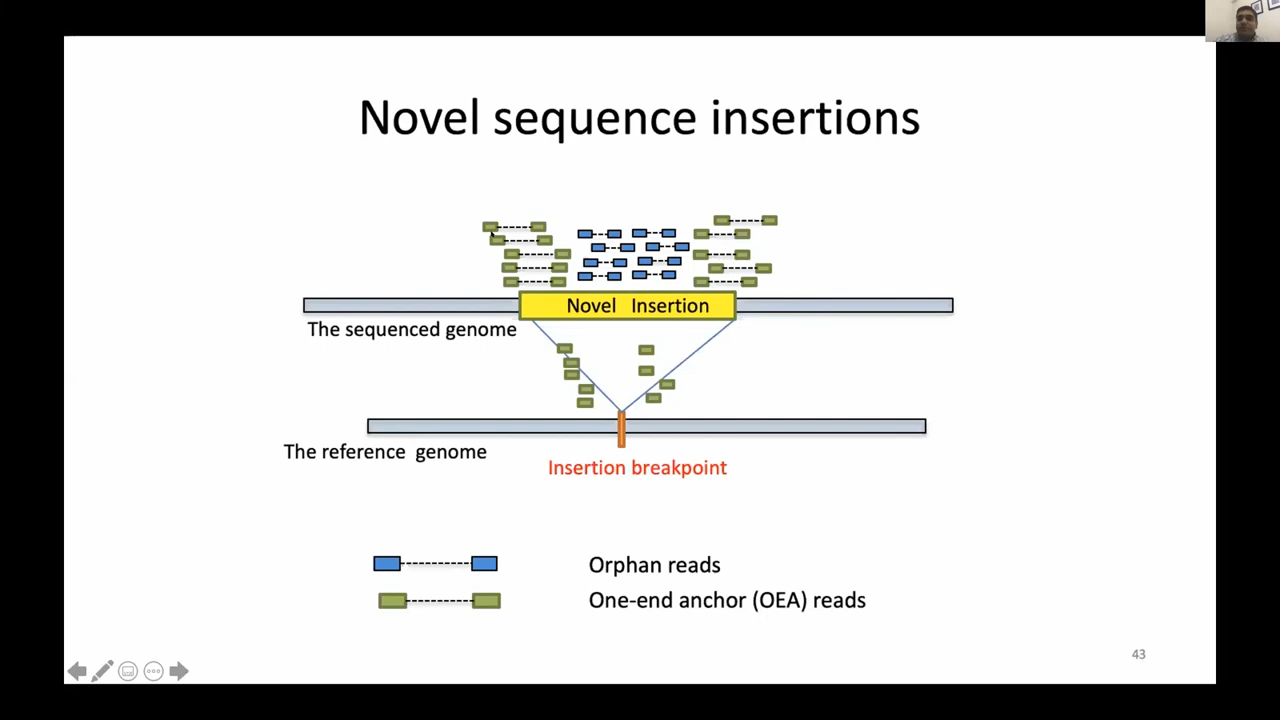 Novel sequence insertions
Novel Insertion
The sequenced genome
The reference genome
Insertion breakpoint
Orphan reads
One-end anchor (OEA) reads
43